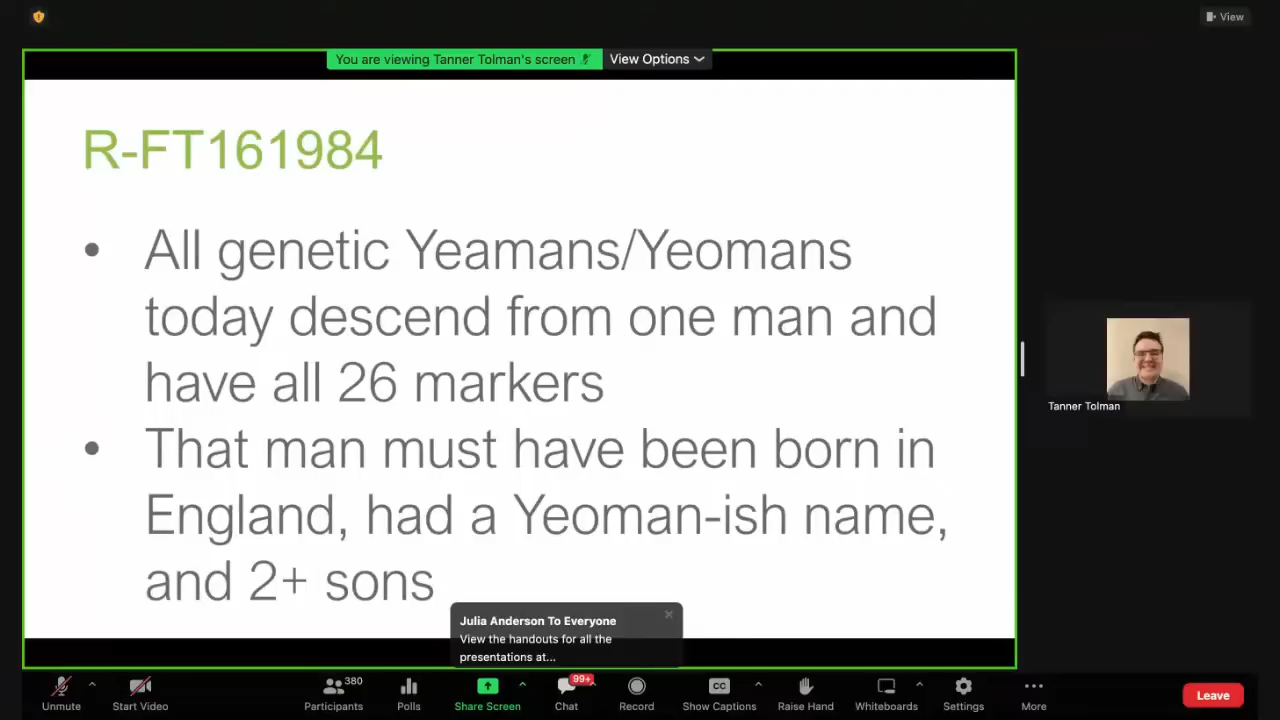 View
You are viewing Tanner Tolman's screen
View Options
R-FT161984
• All genetic Yeamans/Yeomans
today descend from one man and
have all 26 markers
• That man must have been born in
England, had a Yeoman-ish name,
and 2+ sons
Tanner Tolman
Julia Anderson To Everyone
View the handouts for all the
presentations at...
Unmute
Start Video
380
Participants
Polls
Share Screen
99+
Chat
Record
CC
Show Captions
Raise Hand
Whiteboards
Settings
More
Leave